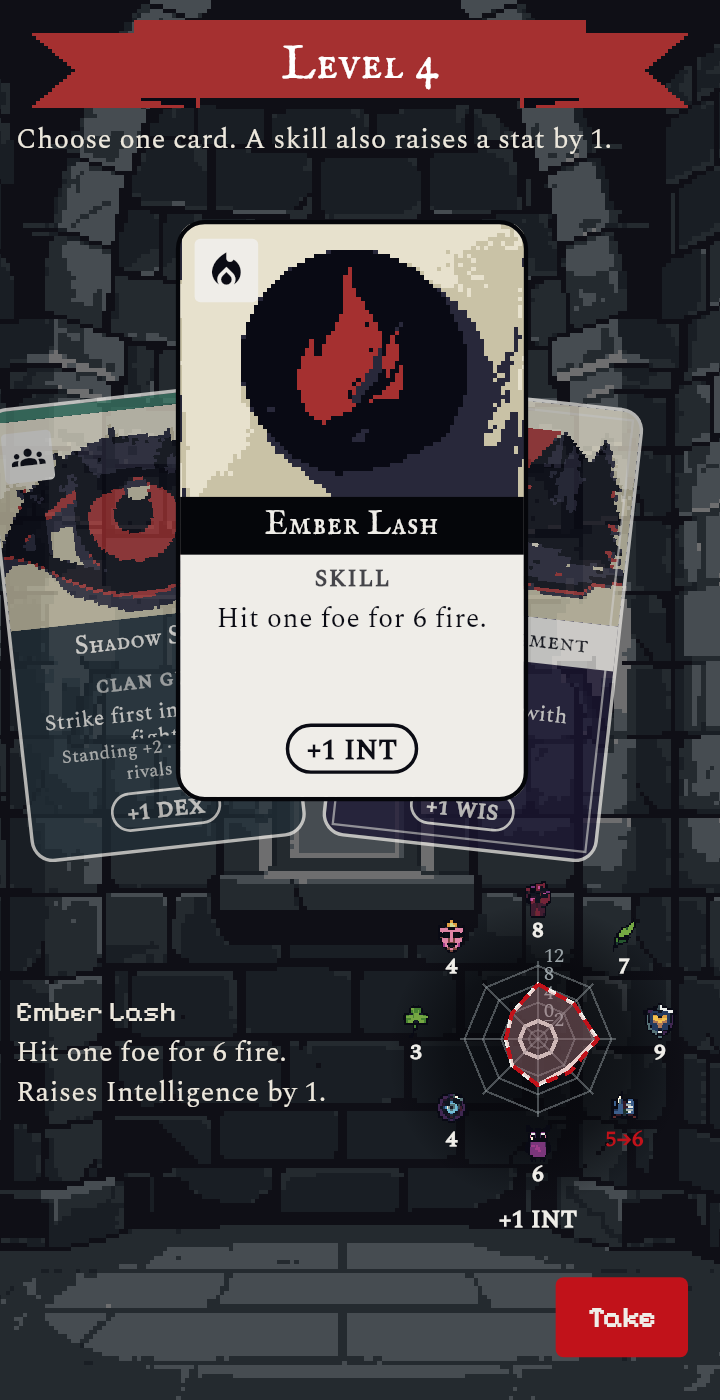 Level 4
Choose one card. A skill also raises a stat by 1.
Ember Lash
SKILL
Hit one foe for 6 fire.
+1 INT
Shadow S
CLAN G
Strike first in
Standing +2 ·
rivals
+1 DEX
MENT
with
+1 WIS
8
4
7
12
8
4
0
-2
3
9
4
5→6
6
+1 INT
Ember Lash
Hit one foe for 6 fire.
Raises Intelligence by 1.
Take